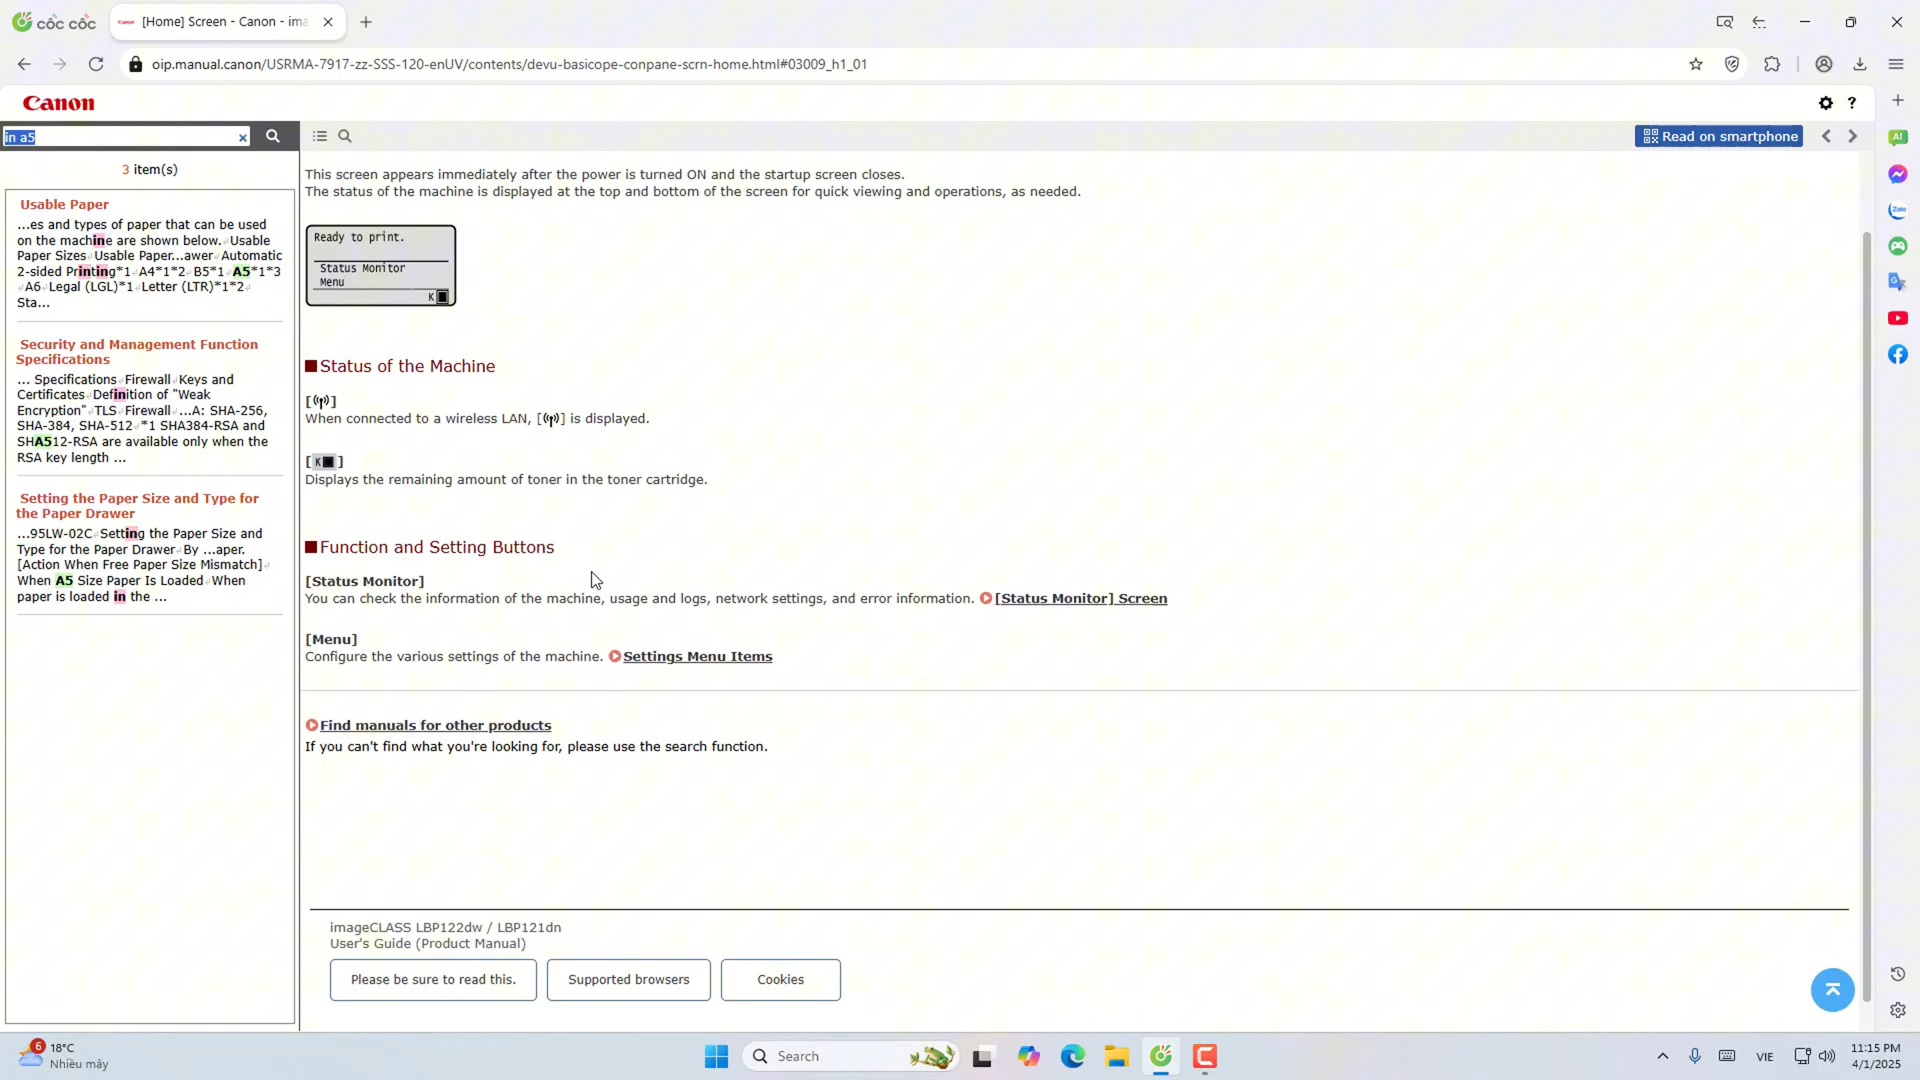 cốc cốc
[Home] Screen - Canon - ima
oip.manual.canon/USRMA-7917-zz-SSS-120-enUV/contents/devu-basicope-conpane-scrn-home.html#03009_h1_01
Canon
in a5
3 item(s)
Usable Paper
...es and types of paper that can be used
on the machine are shown below. Usable
Paper Sizes Usable Paper...awer Automatic
2-sided Printing*1 A4*1*2 B5*1 A5*1*3
A6 Legal (LGL)*1 Letter (LTR)*1*2
Sta...
Security and Management Function
Specifications
... Specifications Firewall Keys and
Certificates Definition of "Weak
Encryption" TLS Firewall ...A: SHA-256,
SHA-384, SHA-512 *1 SHA384-RSA and
SHA512-RSA are available only when the
RSA key length ...
Setting the Paper Size and Type for
the Paper Drawer
...95LW-02C Setting the Paper Size and
Type for the Paper Drawer By ...aper.
[Action When Free Paper Size Mismatch]
When A5 Size Paper Is Loaded When
paper is loaded in the ...
Read on smartphone
This screen appears immediately after the power is turned ON and the startup screen closes.
The status of the machine is displayed at the top and bottom of the screen for quick viewing and operations, as needed.
Ready to print.
Status Monitor
Menu
K
Status of the Machine
[ ]
When connected to a wireless LAN, [ ] is displayed.
[ K ]
Displays the remaining amount of toner in the toner cartridge.
Function and Setting Buttons
[Status Monitor]
You can check the information of the machine, usage and logs, network settings, and error information. [Status Monitor] Screen
[Menu]
Configure the various settings of the machine. Settings Menu Items
Find manuals for other products
If you can't find what you're looking for, please use the search function.
imageCLASS LBP122dw / LBP121dn
User's Guide (Product Manual)
Please be sure to read this.
Supported browsers
Cookies
AI
Zalo
6
18°C
Nhiều mây
Search
VIE
11:15 PM
4/1/2025